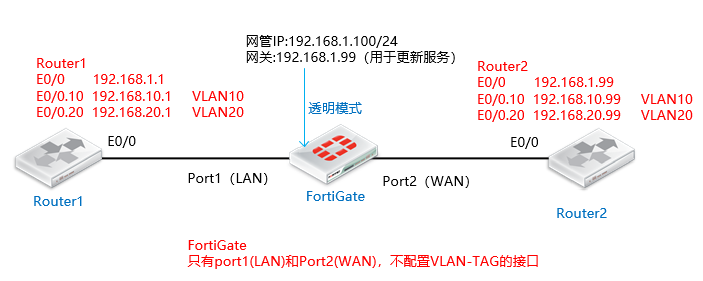 网管IP:192.168.1.100/24
网关:192.168.1.99（用于更新服务）
Router1
E0/0 192.168.1.1
E0/0.10 192.168.10.1 VLAN10
E0/0.20 192.168.20.1 VLAN20
Router2
E0/0 192.168.1.99
E0/0.10 192.168.10.99 VLAN10
E0/0.20 192.168.20.99 VLAN20
透明模式
E0/0
E0/0
Port1（LAN）
Port2（WAN）
Router1
FortiGate
Router2
FortiGate
只有port1(LAN)和Port2(WAN)，不配置VLAN-TAG的接口